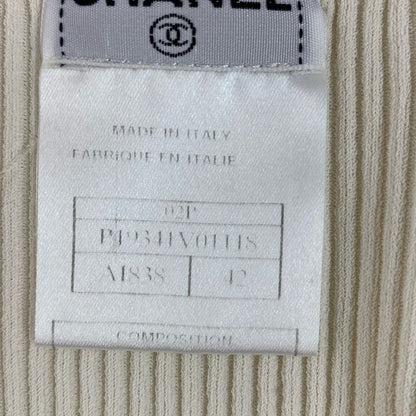 CHANEL
MADE IN ITALY
FABRIQUE EN ITALIE
02P
P19341V01118
A1838 42
COMPOSITION